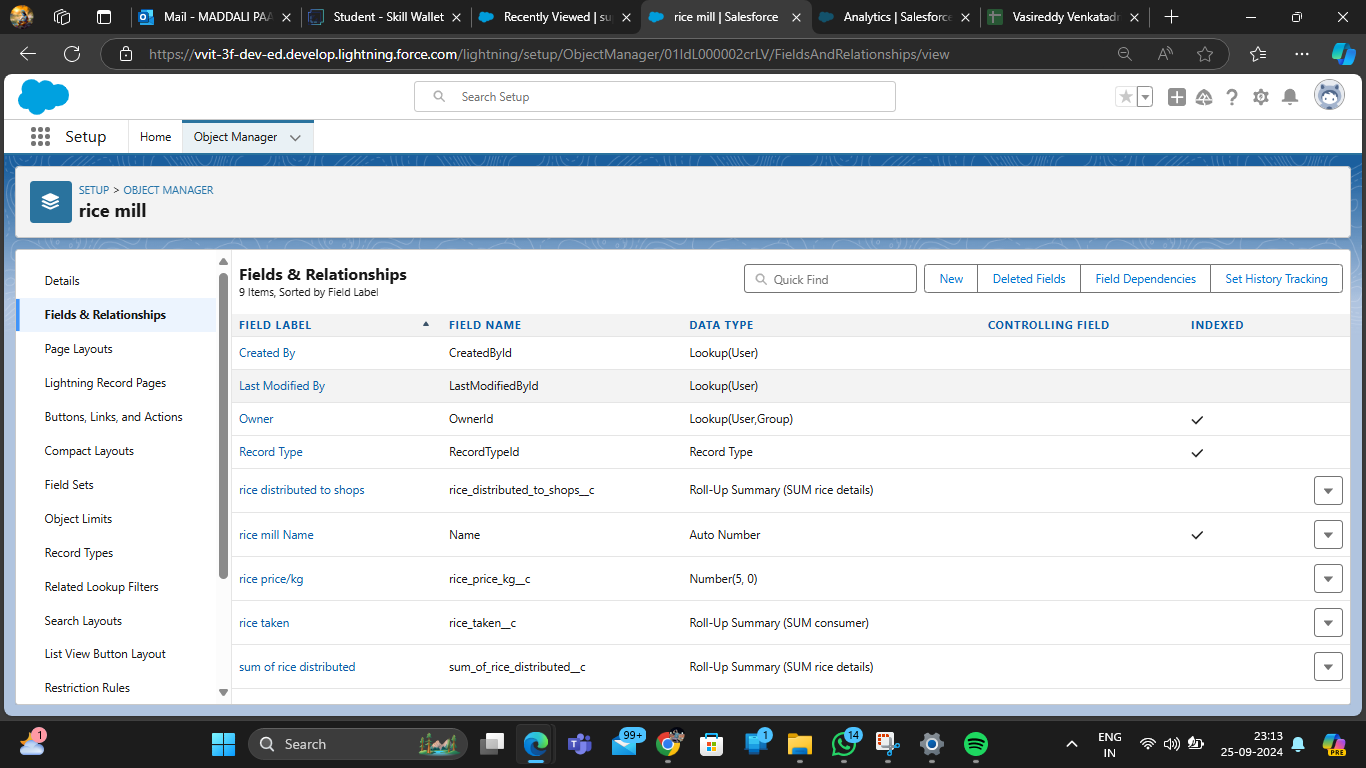 Mail - MADDALI PAA
Student - Skill Wallet
Recently Viewed | su
rice mill | Salesforce
Analytics | Salesforce
Vasireddy Venkatadr
https://vvit-3f-dev-ed.develop.lightning.force.com/lightning/setup/ObjectManager/01IdL000002crLV/FieldsAndRelationships/view
Search Setup
Setup
Home
Object Manager
SETUP > OBJECT MANAGER
rice mill
Details
Fields & Relationships
Page Layouts
Lightning Record Pages
Buttons, Links, and Actions
Compact Layouts
Field Sets
Object Limits
Record Types
Related Lookup Filters
Search Layouts
List View Button Layout
Restriction Rules
Fields & Relationships
9 Items, Sorted by Field Label
Quick Find
New
Deleted Fields
Field Dependencies
Set History Tracking
FIELD LABEL FIELD NAME DATA TYPE CONTROLLING FIELD INDEXED
Created By CreatedById Lookup(User)
Last Modified By LastModifiedById Lookup(User)
Owner OwnerId Lookup(User,Group)
Record Type RecordTypeId Record Type
rice distributed to shops rice_distributed_to_shops__c Roll-Up Summary (SUM rice details)
rice mill Name Name Auto Number
rice price/kg rice_price_kg__c Number(5, 0)
rice taken rice_taken__c Roll-Up Summary (SUM consumer)
sum of rice distributed sum_of_rice_distributed__c Roll-Up Summary (SUM rice details)
1
Search
99+
1
14
ENG
IN
23:13
25-09-2024
PRE